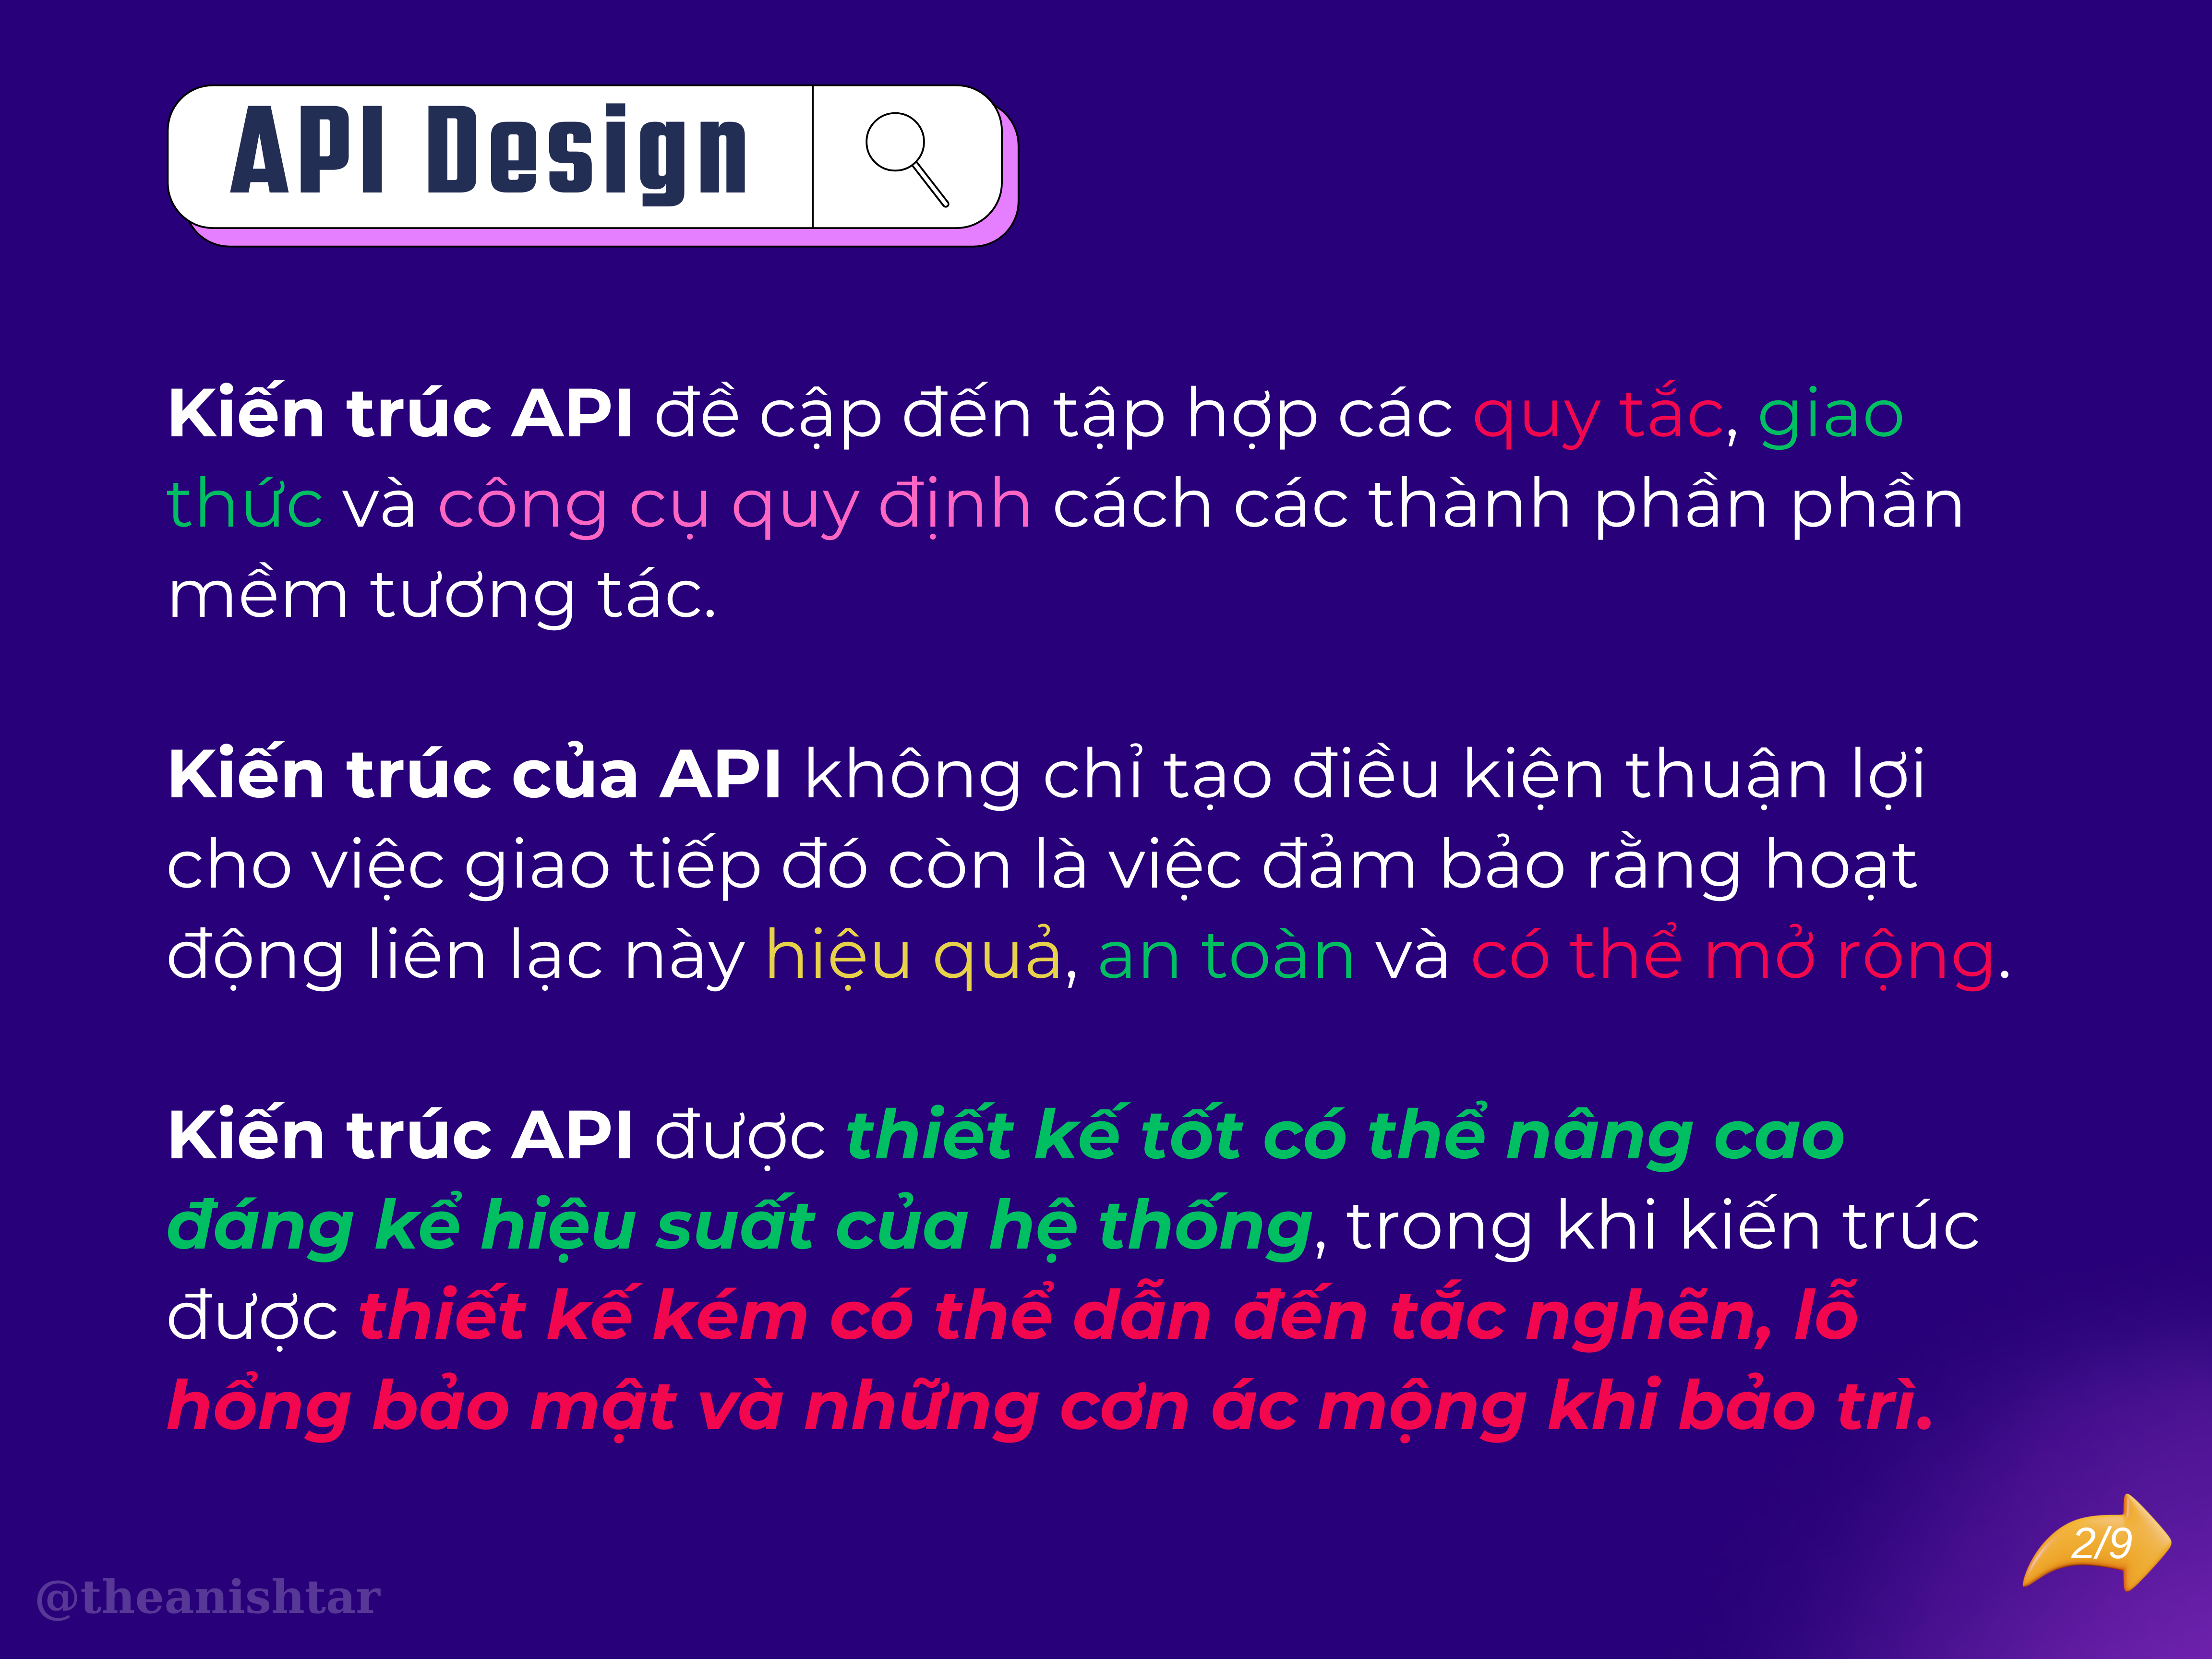 API Design
Kiến trúc API đề cập đến tập hợp các quy tắc, giao
thức và công cụ quy định cách các thành phần phần
mềm tương tác.
Kiến trúc của API không chỉ tạo điều kiện thuận lợi
cho việc giao tiếp đó còn là việc đảm bảo rằng hoạt
động liên lạc này hiệu quả, an toàn và có thể mở rộng.
Kiến trúc API được thiết kế tốt có thể nâng cao
đáng kể hiệu suất của hệ thống, trong khi kiến trúc
được thiết kế kém có thể dẫn đến tắc nghẽn, lỗ
hổng bảo mật và những cơn ác mộng khi bảo trì.
2/9
@theanishtar